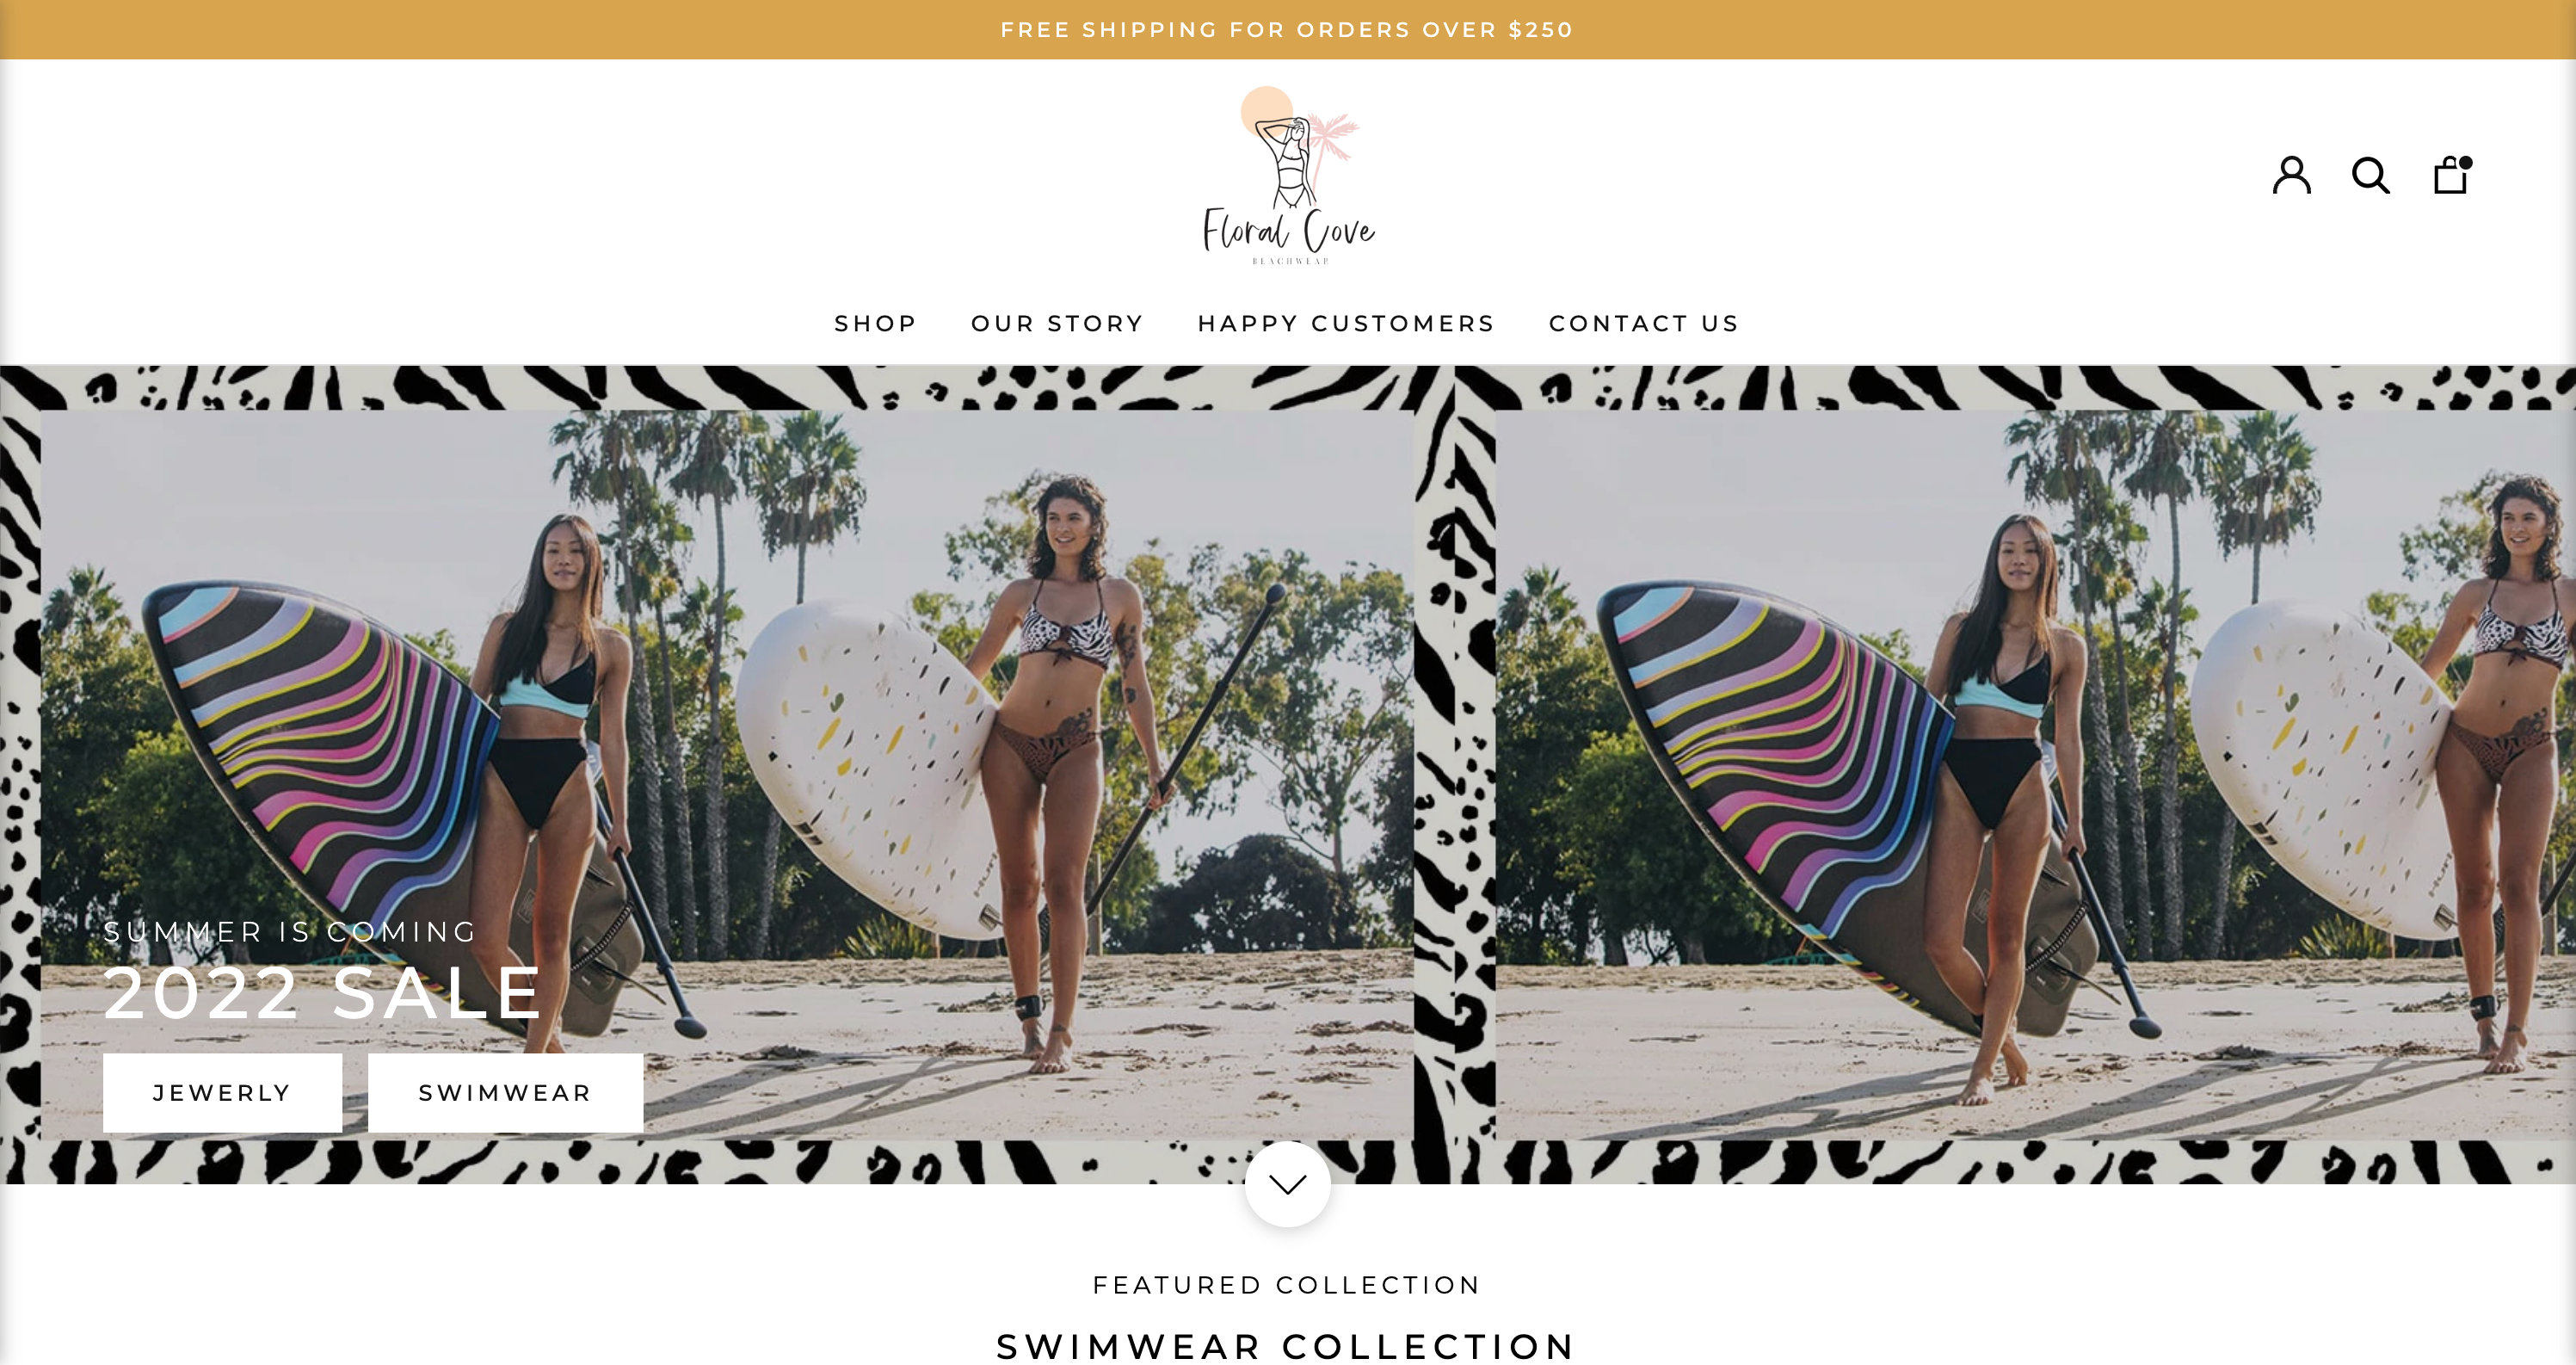 FREE SHIPPING FOR ORDERS OVER $250
Floral Cove
BEACHWEAR
SHOP OUR STORY HAPPY CUSTOMERS CONTACT US
SUMMER IS COMING
2022 SALE
JEWERLY SWIMWEAR
FEATURED COLLECTION
SWIMWEAR COLLECTION